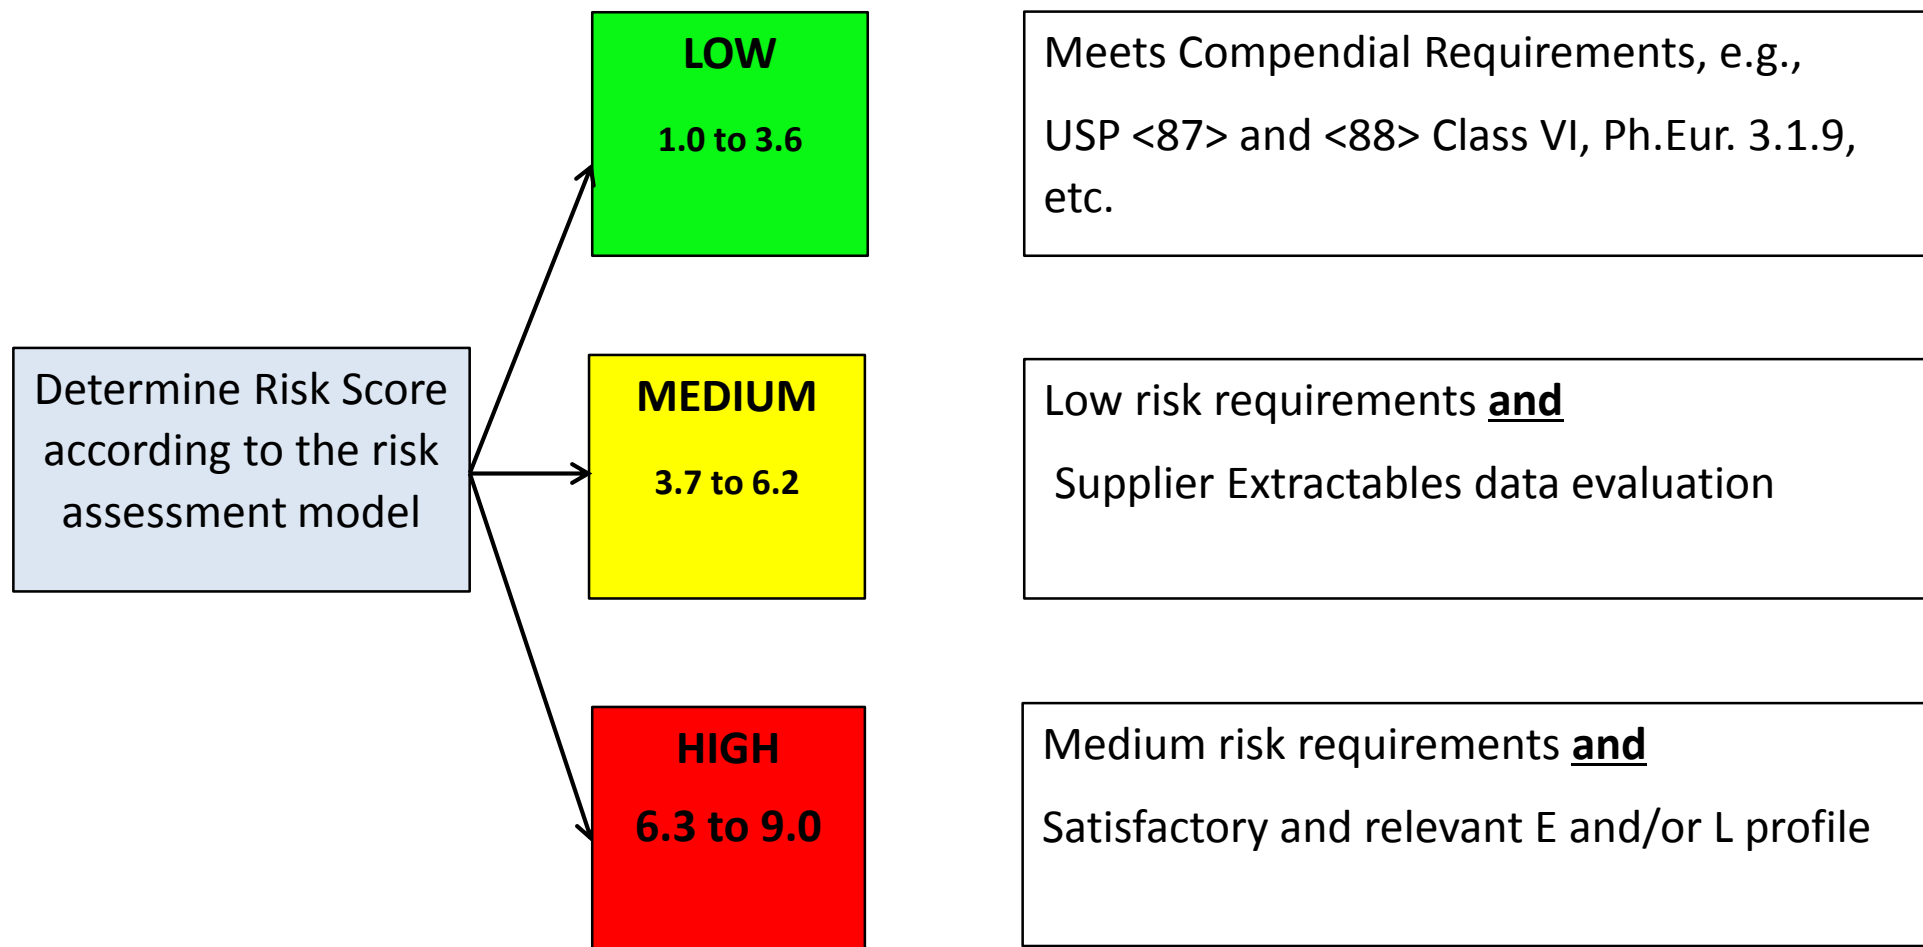 Determine Risk Score
according to the risk
assessment model
LOW
1.0 to 3.6
Meets Compendial Requirements, e.g.,
USP <87> and <88> Class VI, Ph.Eur. 3.1.9,
etc.
MEDIUM
3.7 to 6.2
Low risk requirements and
Supplier Extractables data evaluation
HIGH
6.3 to 9.0
Medium risk requirements and
Satisfactory and relevant E and/or L profile